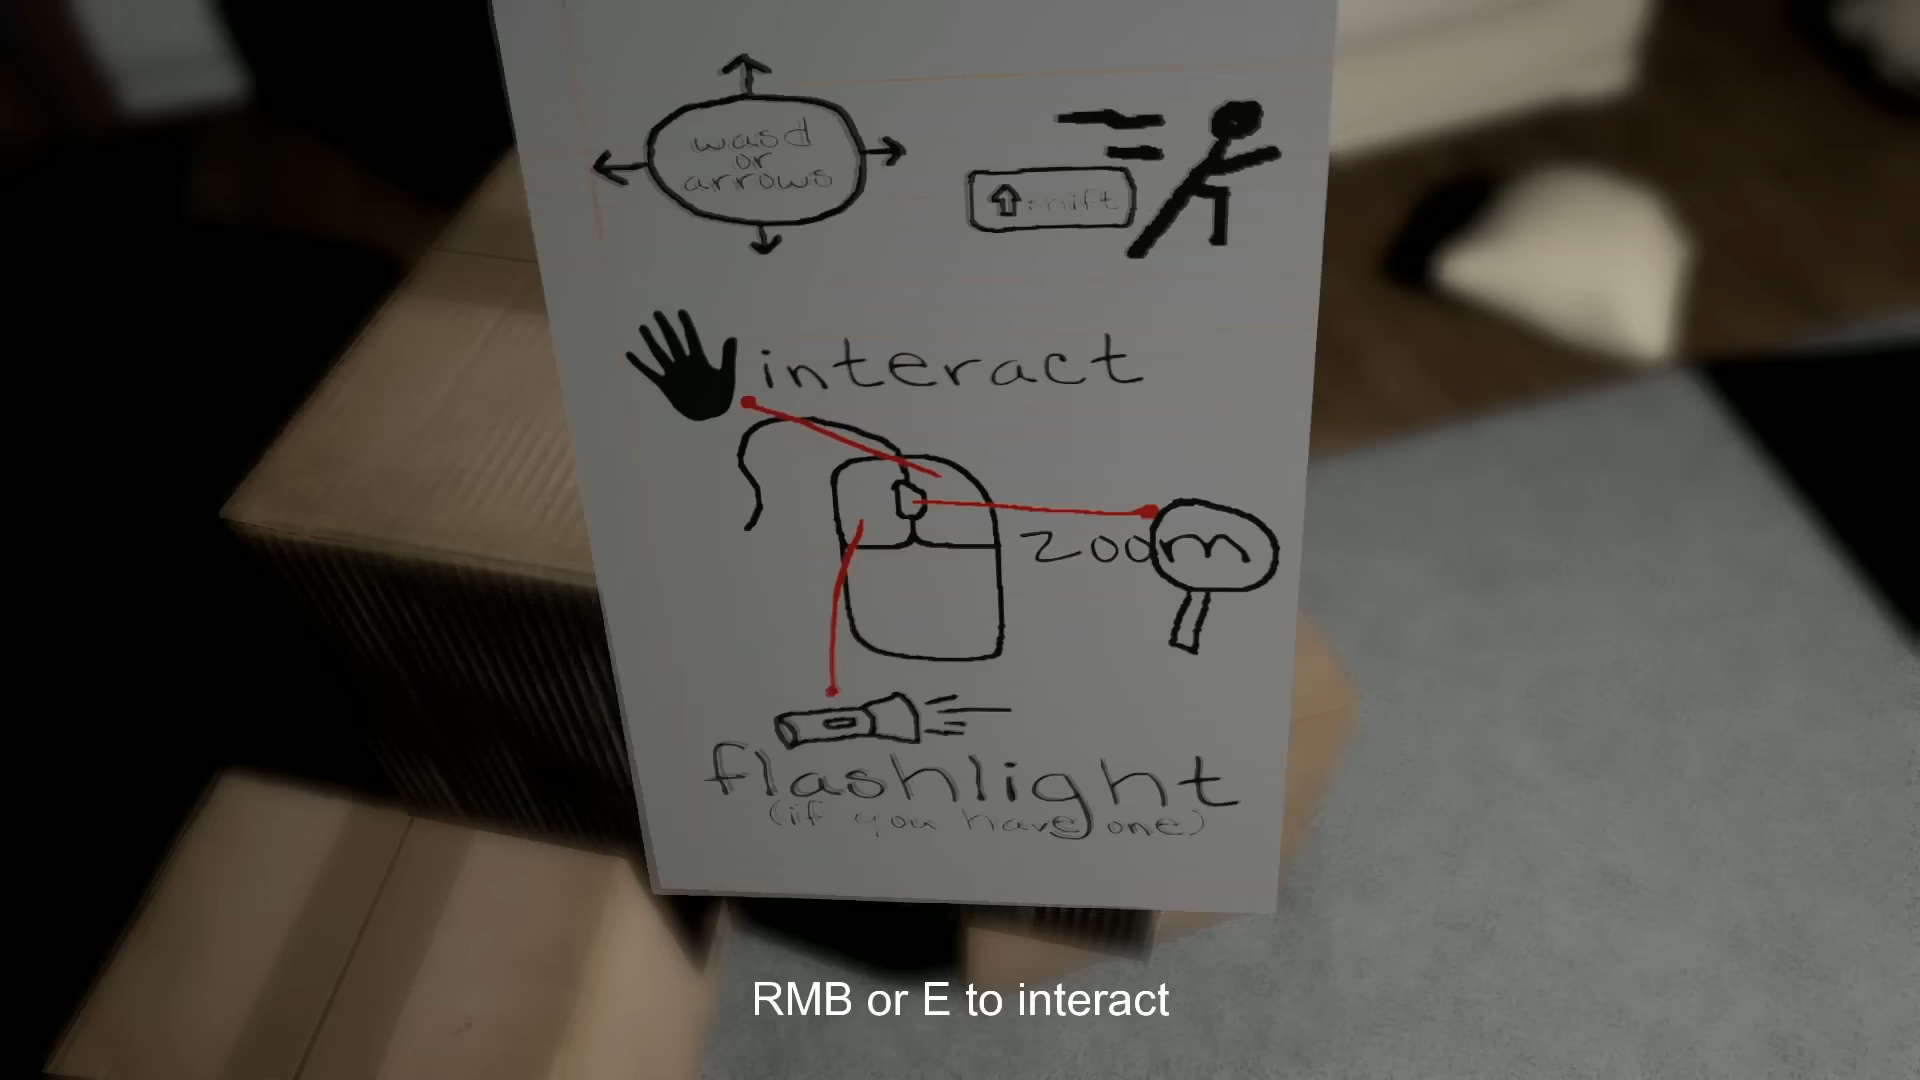 wasd
or
arrows
shift
interact
zoom
flashlight
(if you have one)
RMB or E to interact